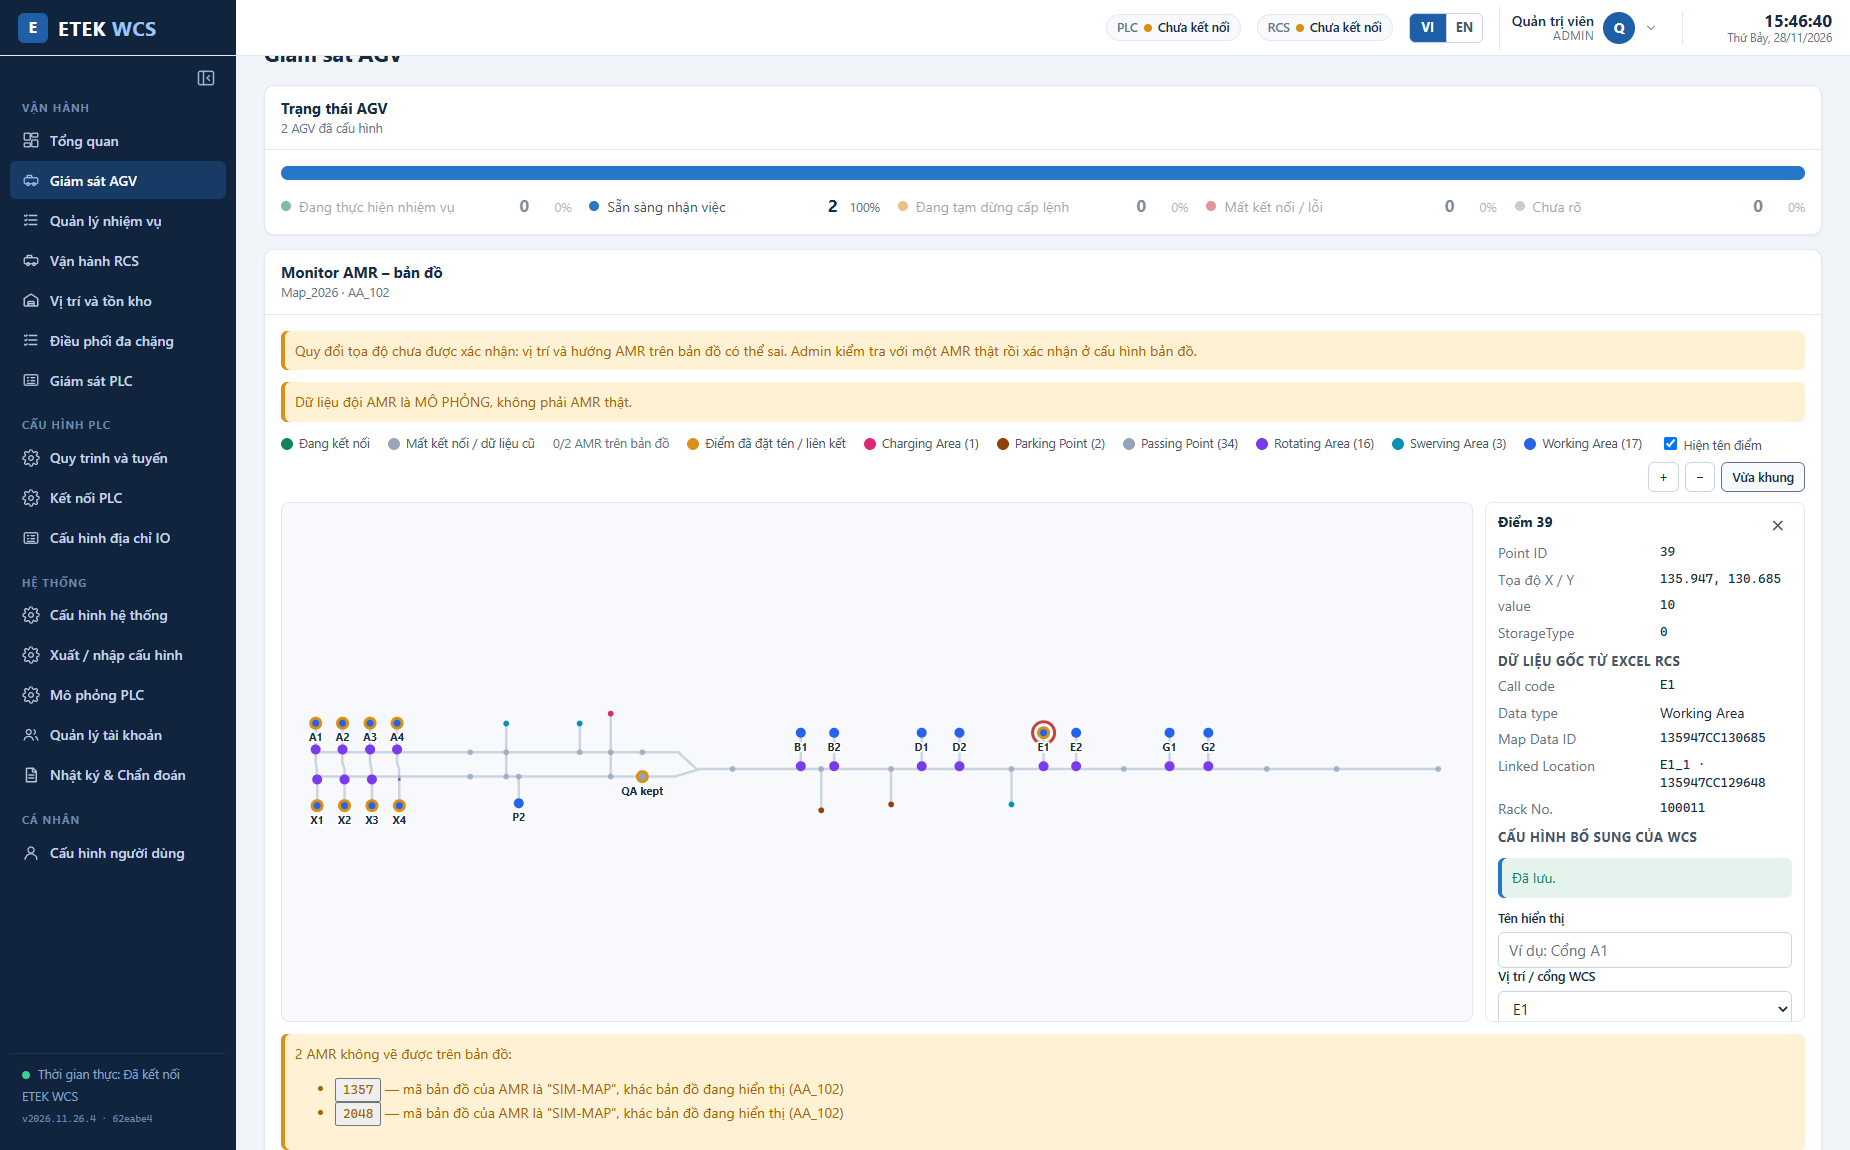 E ETEK WCS
PLC Chưa kết nối
RCS Chưa kết nối
VI EN
Quản trị viên
ADMIN
Q
15:46:40
Thứ Bảy, 28/11/2026
VẬN HÀNH
Tổng quan
Giám sát AGV
Quản lý nhiệm vụ
Vận hành RCS
Vị trí và tồn kho
Điều phối đa chặng
Giám sát PLC
CẤU HÌNH PLC
Quy trình và tuyến
Kết nối PLC
Cấu hình địa chỉ IO
HỆ THỐNG
Cấu hình hệ thống
Xuất / nhập cấu hình
Mô phỏng PLC
Quản lý tài khoản
Nhật ký & Chẩn đoán
CÁ NHÂN
Cấu hình người dùng
Thời gian thực: Đã kết nối
ETEK WCS
v2026.11.26.4 · 62eabe4
Giám sát AGV
Trạng thái AGV
2 AGV đã cấu hình
Đang thực hiện nhiệm vụ 0 0%
Sẵn sàng nhận việc 2 100%
Đang tạm dừng cấp lệnh 0 0%
Mất kết nối / lỗi 0 0%
Chưa rõ 0 0%
Monitor AMR – bản đồ
Map_2026 · AA_102
Quy đổi tọa độ chưa được xác nhận: vị trí và hướng AMR trên bản đồ có thể sai. Admin kiểm tra với một AMR thật rồi xác nhận ở cấu hình bản đồ.
Dữ liệu đội AMR là MÔ PHỎNG, không phải AMR thật.
Đang kết nối
Mất kết nối / dữ liệu cũ
0/2 AMR trên bản đồ
Điểm đã đặt tên / liên kết
Charging Area (1)
Parking Point (2)
Passing Point (34)
Rotating Area (16)
Swerving Area (3)
Working Area (17)
Hiện tên điểm
+ − Vừa khung
A1 A2 A3 A4
B1 B2 D1 D2 E1 E2 G1 G2
QA kept
X1 X2 X3 X4
P2
Điểm 39
Point ID 39
Tọa độ X / Y 135.947, 130.685
value 10
StorageType 0
DỮ LIỆU GỐC TỪ EXCEL RCS
Call code E1
Data type Working Area
Map Data ID 135947CC130685
Linked Location E1_1 ·
135947CC129648
Rack No. 100011
CẤU HÌNH BỔ SUNG CỦA WCS
Đã lưu.
Tên hiển thị
Ví dụ: Cổng A1
Vị trí / cổng WCS
E1
2 AMR không vẽ được trên bản đồ:
1357 — mã bản đồ của AMR là "SIM-MAP", khác bản đồ đang hiển thị (AA_102)
2048 — mã bản đồ của AMR là "SIM-MAP", khác bản đồ đang hiển thị (AA_102)